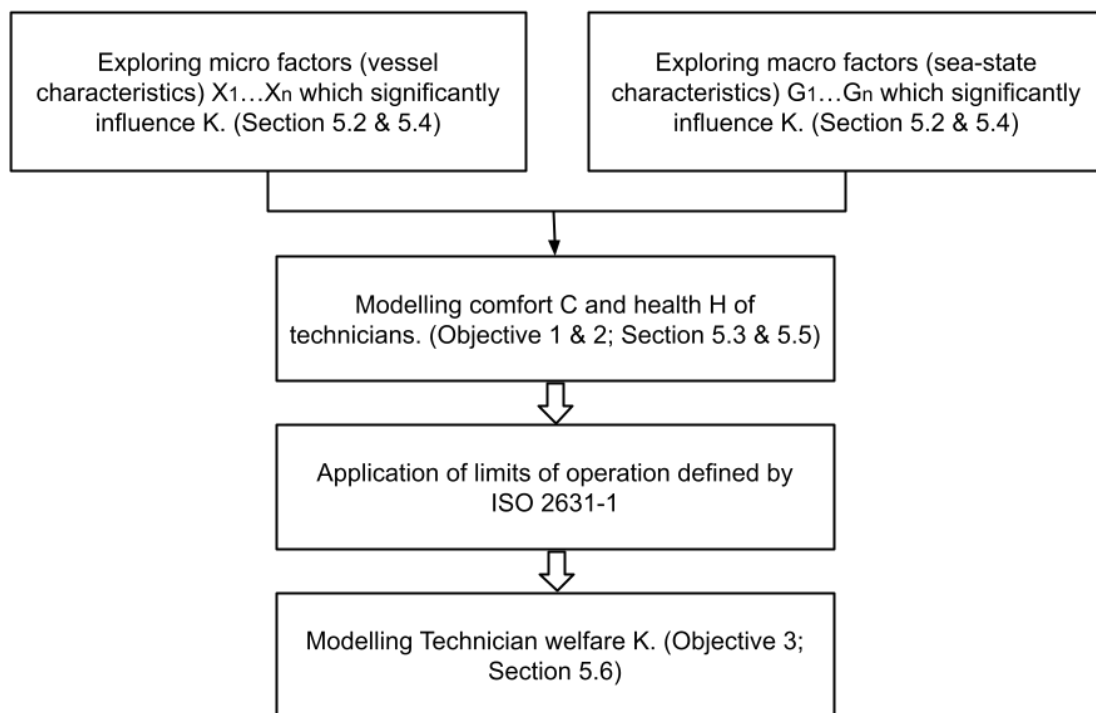 Exploring micro factors (vessel
characteristics) X1...Xn which significantly
influence K. (Section 5.2 & 5.4)
Exploring macro factors (sea-state
characteristics) G1...Gn which significantly
influence K. (Section 5.2 & 5.4)
Modelling comfort C and health H of
technicians. (Objective 1 & 2; Section 5.3 & 5.5)
Application of limits of operation defined by
ISO 2631-1
Modelling Technician welfare K. (Objective 3;
Section 5.6)